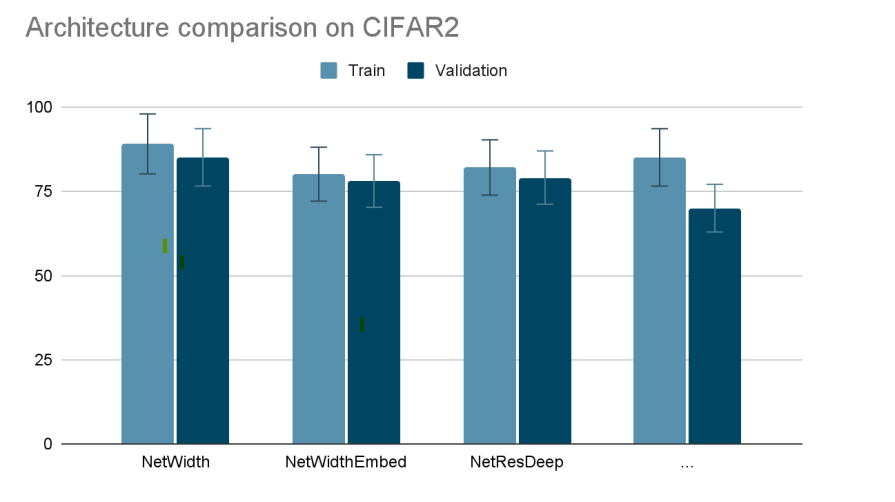 Architecture comparison on CIFAR2
Train Validation
100
75
50
25
0
NetWidth NetWidthEmbed NetResDeep ...